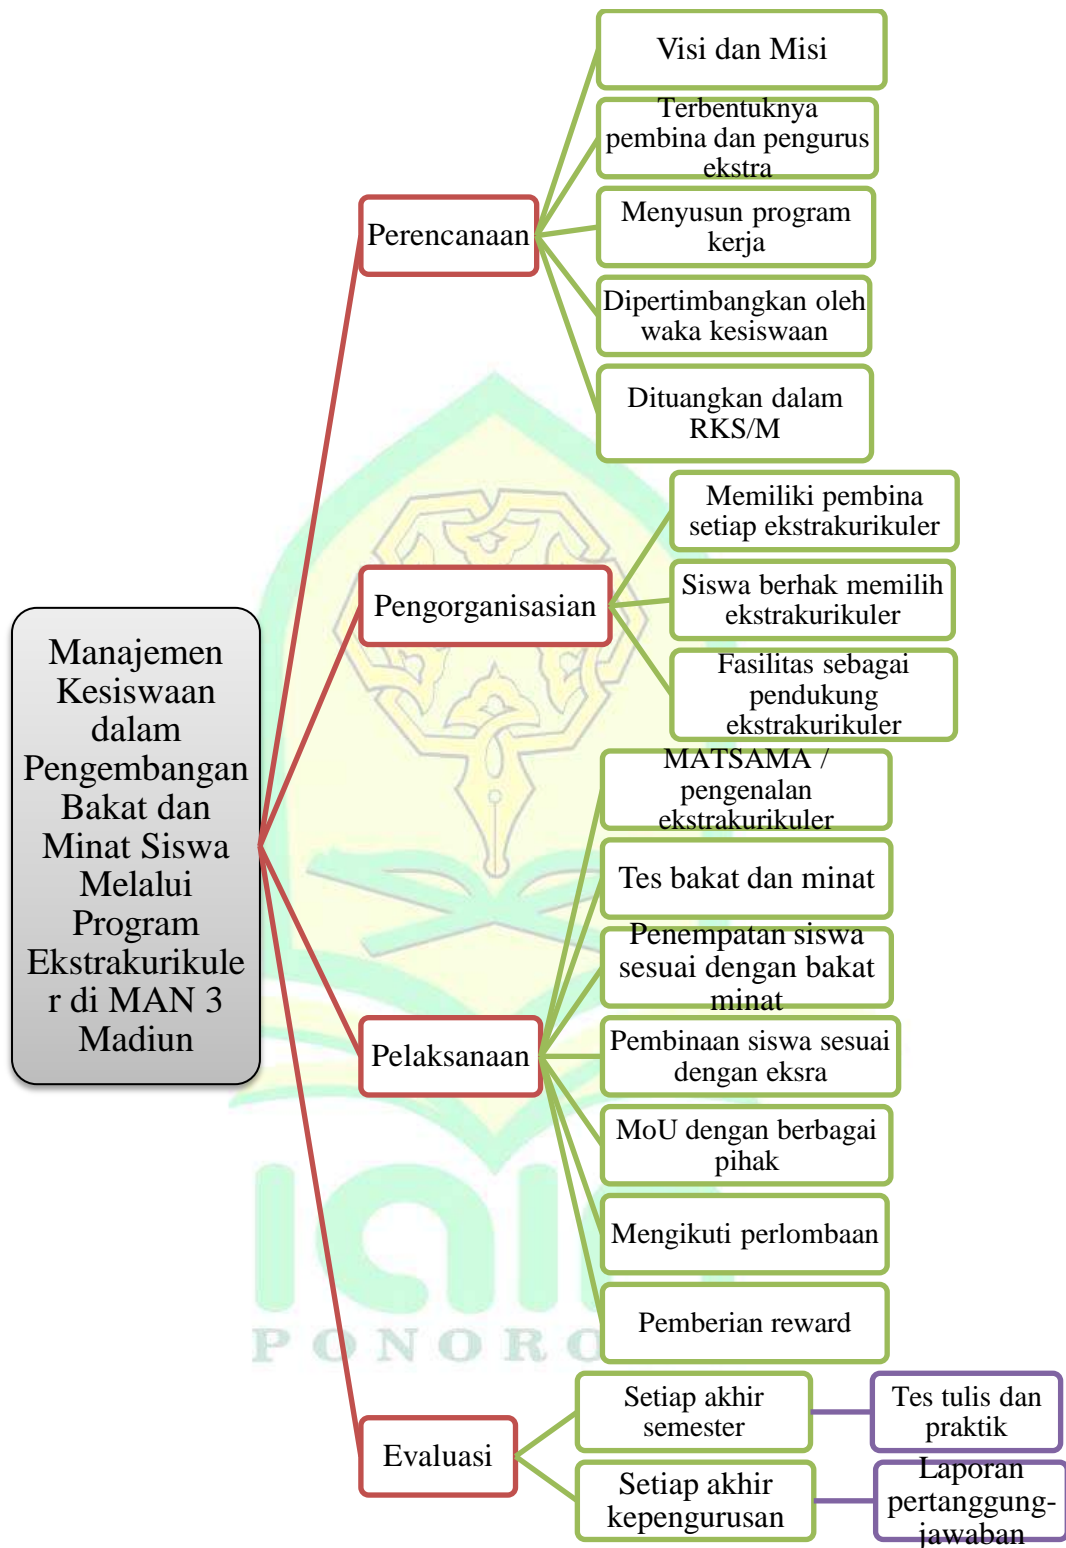 Manajemen
Kesiswaan
dalam
Pengembangan
Bakat dan
Minat Siswa
Melalui
Program
Ekstrakurikule
r di MAN 3
Madiun
Perencanaan
Visi dan Misi
Terbentuknya
pembina dan pengurus
ekstra
Menyusun program
kerja
Dipertimbangkan oleh
waka kesiswaan
Dituangkan dalam
RKS/M
Pengorganisasian
Memiliki pembina
setiap ekstrakurikuler
Siswa berhak memilih
ekstrakurikuler
Fasilitas sebagai
pendukung
ekstrakurikuler
Pelaksanaan
MATSAMA /
pengenalan
ekstrakurikuler
Tes bakat dan minat
Penempatan siswa
sesuai dengan bakat
minat
Pembinaan siswa sesuai
dengan eksra
MoU dengan berbagai
pihak
Mengikuti perlombaan
Pemberian reward
Evaluasi
Setiap akhir
semester
Tes tulis dan
praktik
Setiap akhir
kepengurusan
Laporan
pertanggung-
jawaban
iain